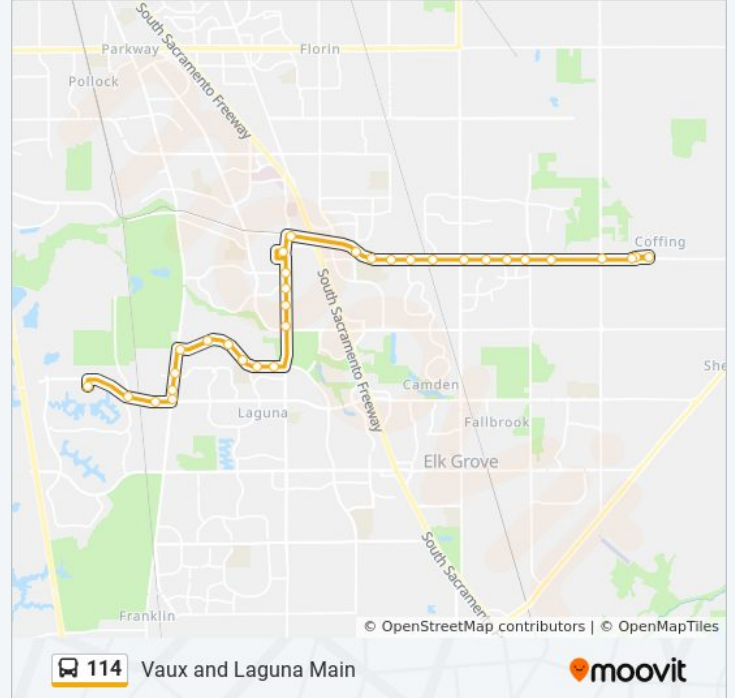 South Sacramento Freeway
Parkway
Florin
Pollock
Coffing
South Sacramento Freeway
She
Camden
Laguna
Fallbrook
Elk Grove
South Sacramen
Franklin
© OpenStreetMap contributors | © OpenMapTiles
114 Vaux and Laguna Main
moovit